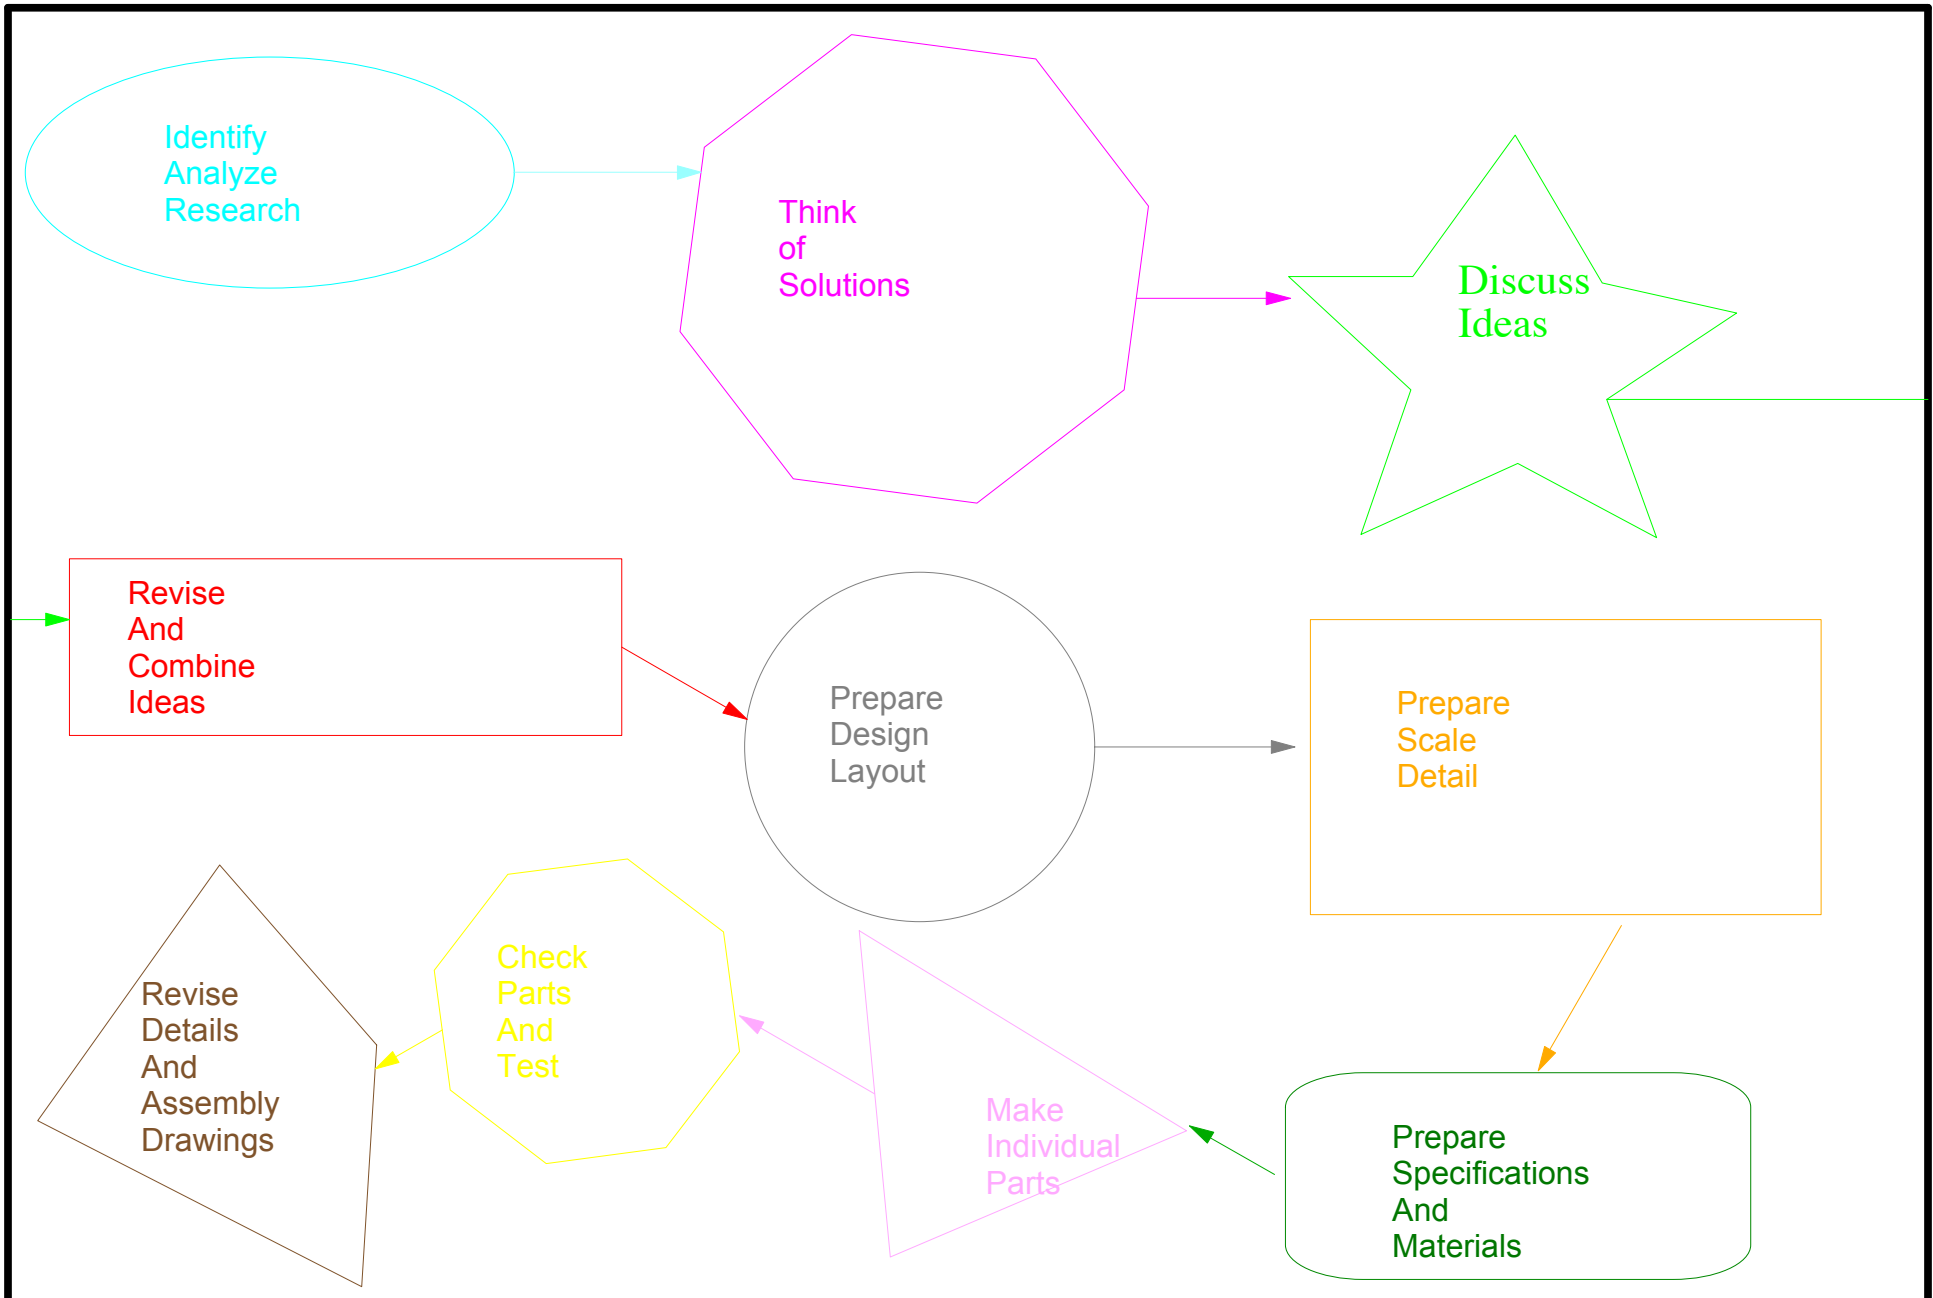 Identify
Analyze
Research
Think
of
Solutions
Discuss
Ideas
Revise
And
Combine
Ideas
Prepare
Design
Layout
Prepare
Scale
Detail
Prepare
Specifications
And
Materials
Make
Individual
Parts
Check
Parts
And
Test
Revise
Details
And
Assembly
Drawings